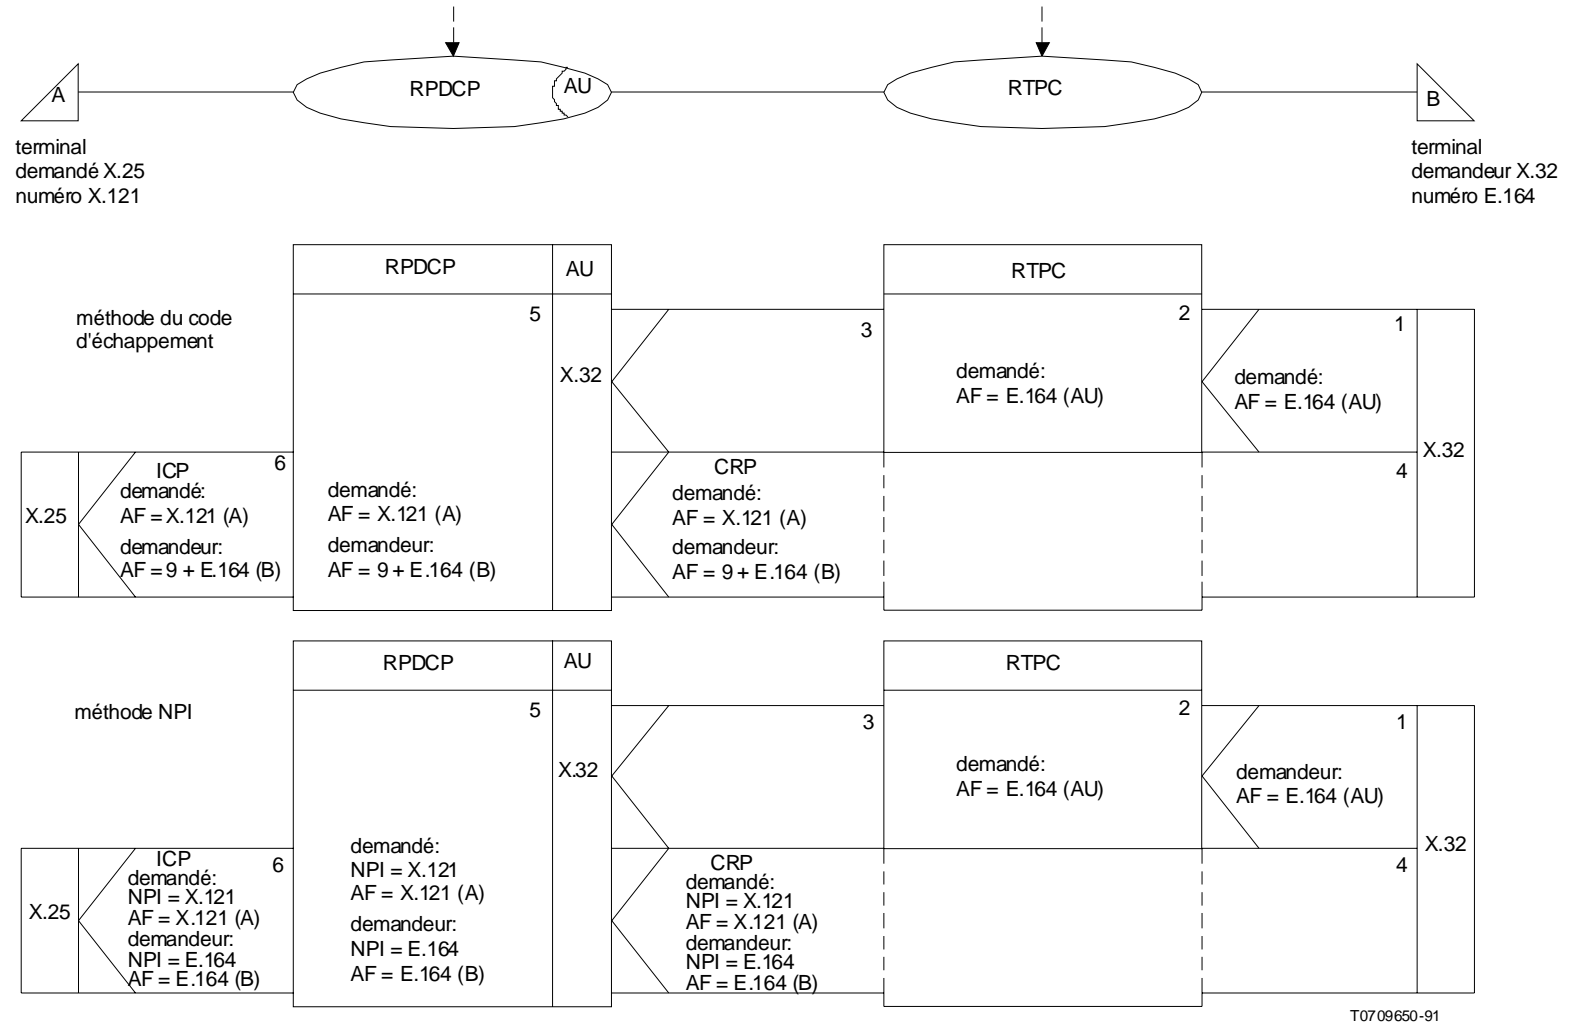 RPDCP
AU
RTPC
A
B
terminal
demandé X.25
numéro X.121
terminal
demandeur X.32
numéro E.164
RPDCP
AU
RTPC
méthode du code
d'échappement
5
3
2
1
X.32
demandé:
AF = E.164 (AU)
demandé:
AF = E.164 (AU)
X.32
X.25
ICP
6
demandé:
AF = X.121 (A)
demandeur:
AF = 9 + E.164 (B)
demandé:
AF = X.121 (A)
demandeur:
AF = 9 + E.164 (B)
CRP
demandé:
AF = X.121 (A)
demandeur:
AF = 9 + E.164 (B)
4
RPDCP
AU
RTPC
méthode NPI
5
3
2
1
X.32
demandé:
AF = E.164 (AU)
demandeur:
AF = E.164 (AU)
X.32
X.25
ICP
6
demandé:
NPI = X.121
AF = X.121 (A)
demandeur:
NPI = E.164
AF = E.164 (B)
demandé:
NPI = X.121
AF = X.121 (A)
demandeur:
NPI = E.164
AF = E.164 (B)
CRP
demandé:
NPI = X.121
AF = X.121 (A)
demandeur:
NPI = E.164
AF = E.164 (B)
4
T0709650-91